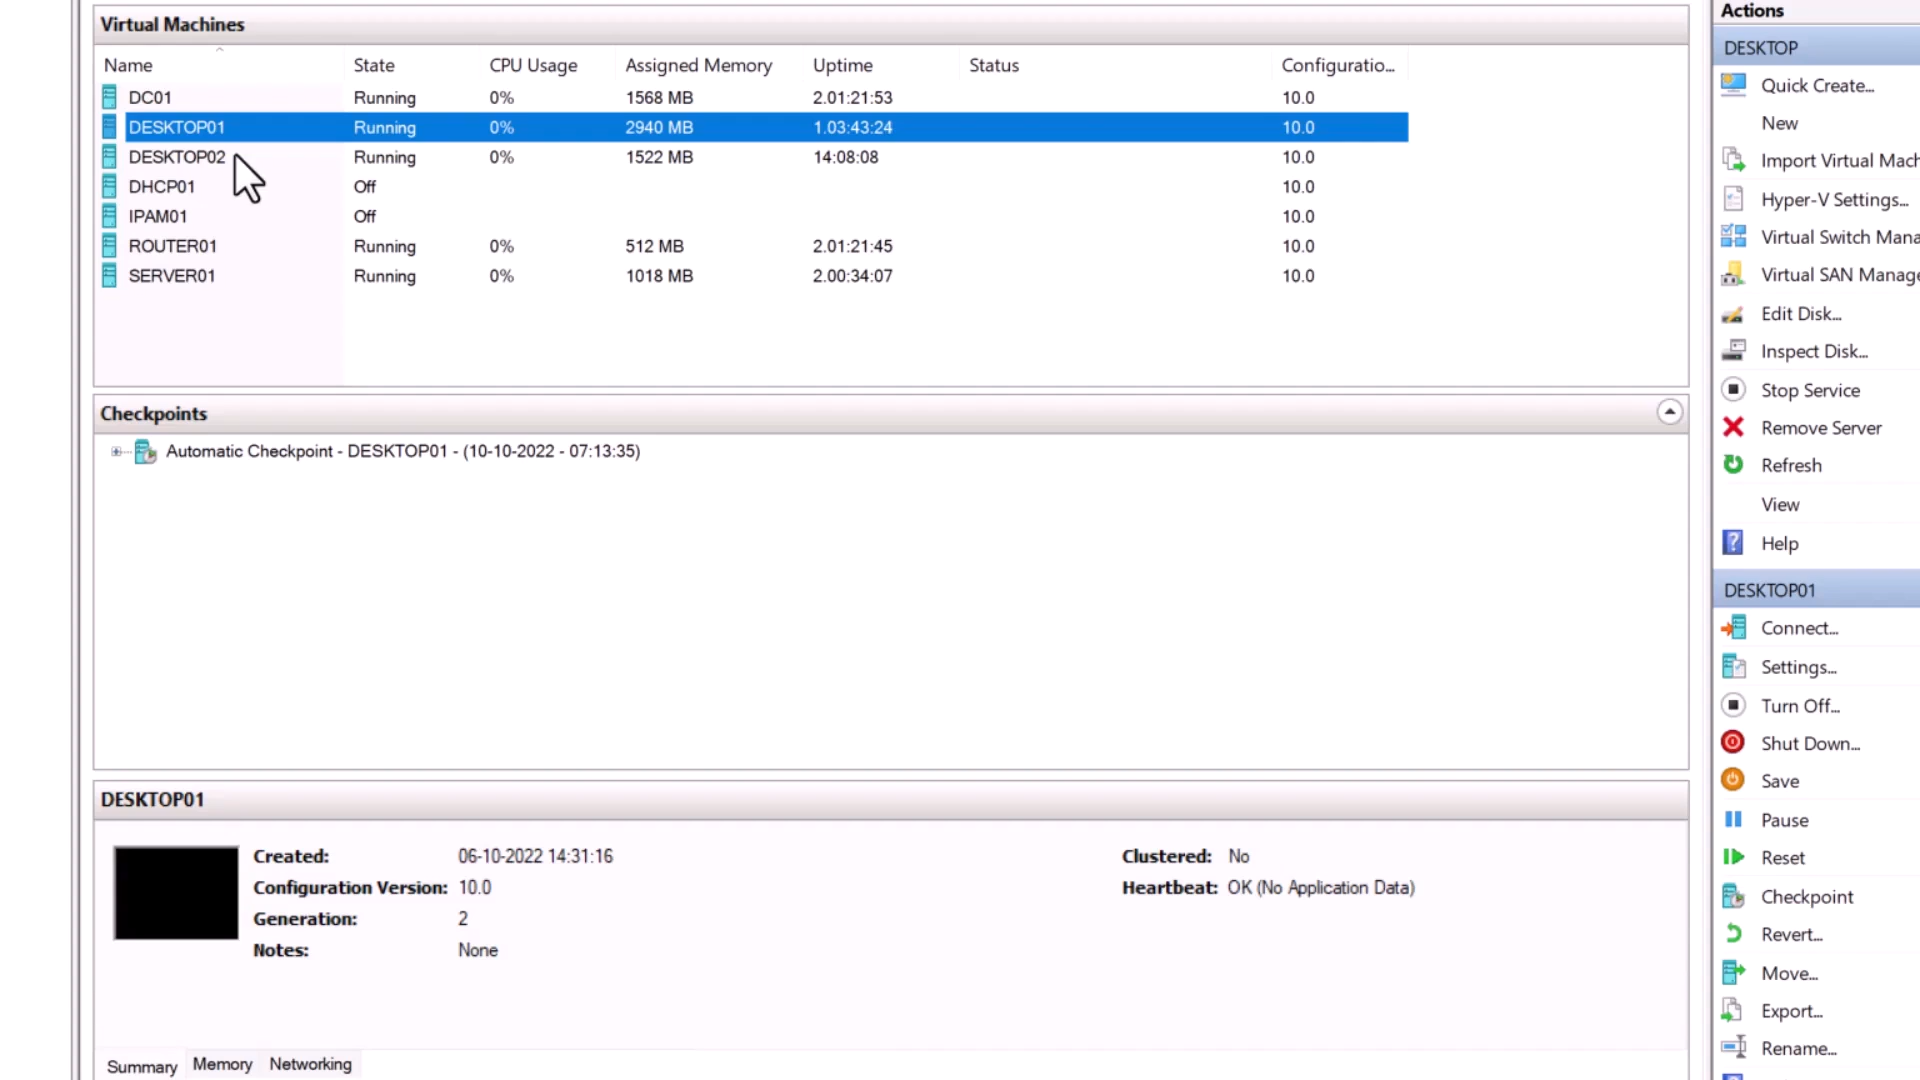 Virtual Machines
Name State CPU Usage Assigned Memory Uptime Status Configuratio...
DC01 Running 0% 1568 MB 2.01:21:53 10.0
DESKTOP01 Running 0% 2940 MB 1.03:43:24 10.0
DESKTOP02 Running 0% 1522 MB 14:08:08 10.0
DHCP01 Off 10.0
IPAM01 Off 10.0
ROUTER01 Running 0% 512 MB 2.01:21:45 10.0
SERVER01 Running 0% 1018 MB 2.00:34:07 10.0
Checkpoints
Automatic Checkpoint - DESKTOP01 - (10-10-2022 - 07:13:35)
DESKTOP01
Created: 06-10-2022 14:31:16 Clustered: No
Configuration Version: 10.0 Heartbeat: OK (No Application Data)
Generation: 2
Notes: None
Summary Memory Networking
Actions
DESKTOP
Quick Create...
New
Import Virtual Mach
Hyper-V Settings...
Virtual Switch Mana
Virtual SAN Manage
Edit Disk...
Inspect Disk...
Stop Service
Remove Server
Refresh
View
Help
DESKTOP01
Connect...
Settings...
Turn Off...
Shut Down...
Save
Pause
Reset
Checkpoint
Revert...
Move...
Export...
Rename...